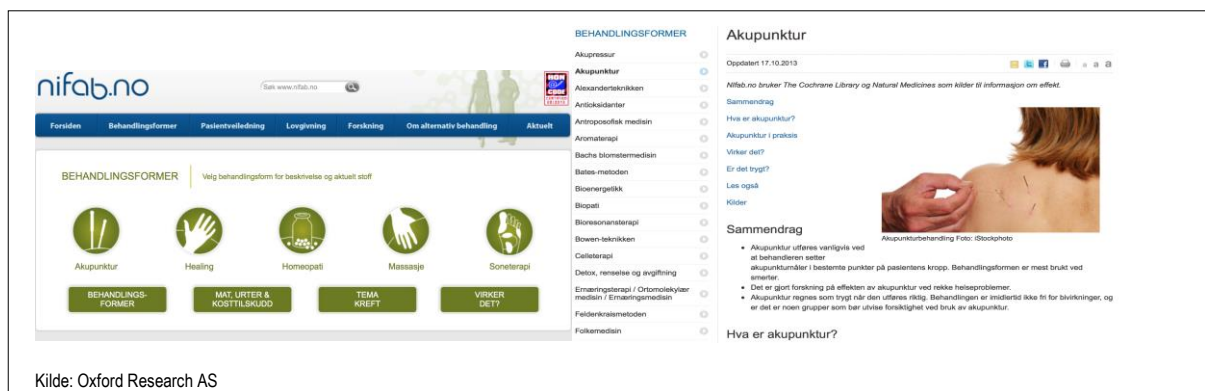 nifab.no
Søk www.nifab.no
Forsiden Behandlingsformer Pasientveiledning Lovgivning Forskning Om alternativ behandling Aktuelt
BEHANDLINGSFORMER Velg behandlingsform for beskrivelse og aktuelt stoff
Akupunktur Healing Homeopati Massasje Soneterapi
BEHANDLINGS-
FORMER
MAT, URTER &
KOSTTILSKUDD
TEMA
KREFT
VIRKER
DET?
BEHANDLINGSFORMER
Akupressur
Akupunktur
Alexanderteknikken
Antioksidanter
Antroposofisk medisin
Aromaterapi
Bachs blomstermedisin
Bates-metoden
Bioenergetikk
Biopati
Bioresonansterapi
Bowen-teknikken
Celleterapi
Detox, renselse og avgiftning
Ernæringsterapi / Ortomolekylær
medisin / Ernæringsmedisin
Feldenkraismetoden
Folkemedisin
Akupunktur
Oppdatert 17.10.2013
a a a
Nifab.no bruker The Cochrane Library og Natural Medicines som kilder til informasjon om effekt.
Sammendrag
Hva er akupunktur?
Akupunktur i praksis
Virker det?
Er det trygt?
Les også
Kilder
Akupunkturbehandling Foto: iStockphoto
Sammendrag
• Akupunktur utføres vanligvis ved
at behandleren setter
akupunkturnåler i bestemte punkter på pasientens kropp. Behandlingsformen er mest brukt ved
smerter.
• Det er gjort forskning på effekten av akupunktur ved rekke helseproblemer.
• Akupunktur regnes som trygt når den utføres riktig. Behandlingen er imidlertid ikke fri for bivirkninger, og
er det er noen grupper som bør utvise forsiktighet ved bruk av akupunktur.
Hva er akupunktur?
Kilde: Oxford Research AS